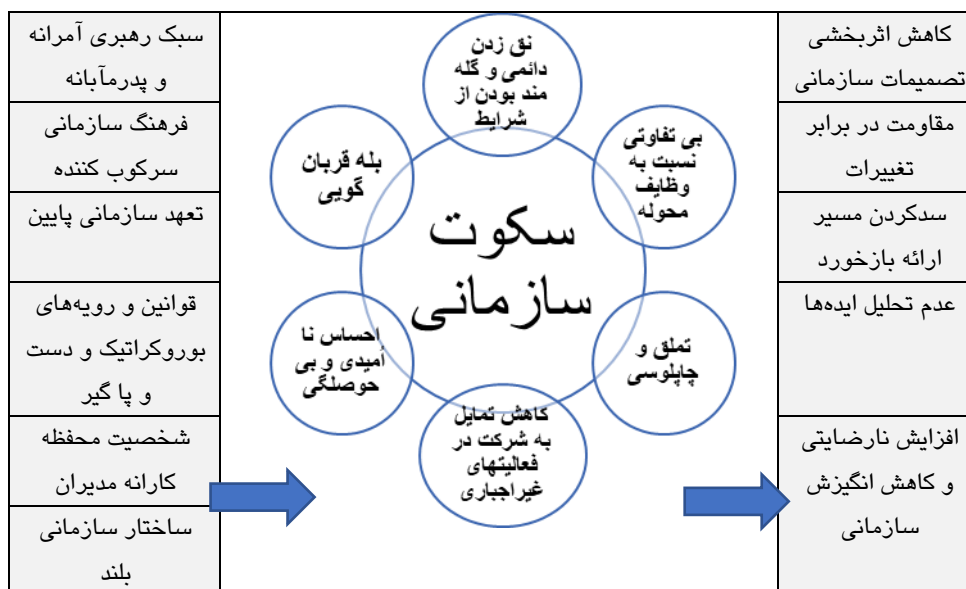 سبک رهبری آمرانه
و پدرمآبانه
فرهنگ سازمانی
سرکوب کننده
تعهد سازمانی پایین
قوانین و رویه‌های
بوروکراتیک و دست
و پا گیر
شخصیت محفظه
کارانه مدیران
ساختار سازمانی
بلند
نق زدن
دائمی و گله
مند بودن از
شرایط
بی تفاوتی
نسبت به
وظایف
محوله
تملق و
چاپلوسی
کاهش تمایل
به شرکت در
فعالیتهای
غیراجباری
احساس نا
أمیدی و بی
حوصلگی
بله قربان
گویی
سکوت
سازمانی
کاهش اثربخشی
تصمیمات سازمانی
مقاومت در برابر
تغییرات
سدکردن مسیر
ارائه بازخورد
عدم تحلیل ایده‌ها
افزایش نارضایتی
و کاهش انگیزش
سازمانی